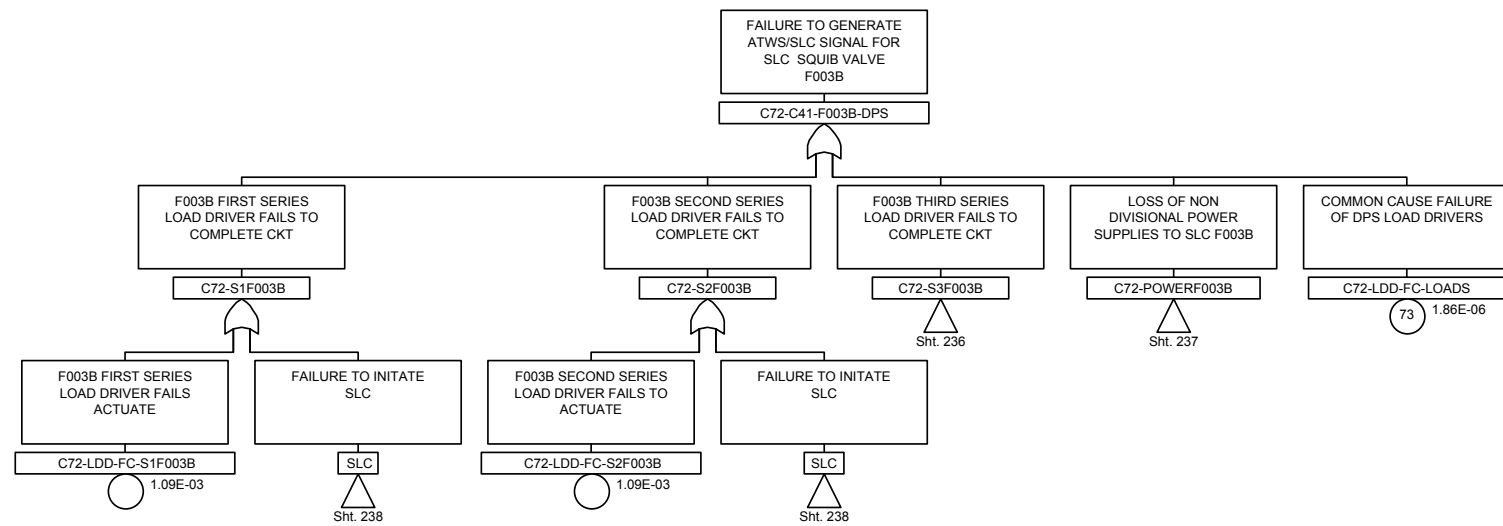 FAILURE TO GENERATE
ATWS/SLC SIGNAL FOR
SLC SQUIB VALVE
F003B
C72-C41-F003B-DPS
F003B FIRST SERIES
LOAD DRIVER FAILS TO
COMPLETE CKT
C72-S1F003B
F003B SECOND SERIES
LOAD DRIVER FAILS TO
COMPLETE CKT
C72-S2F003B
F003B THIRD SERIES
LOAD DRIVER FAILS TO
COMPLETE CKT
C72-S3F003B
Sht. 236
LOSS OF NON
DIVISIONAL POWER
SUPPLIES TO SLC F003B
C72-POWERF003B
Sht. 237
COMMON CAUSE FAILURE
OF DPS LOAD DRIVERS
C72-LDD-FC-LOADS
73 1.86E-06
F003B FIRST SERIES
LOAD DRIVER FAILS
ACTUATE
C72-LDD-FC-S1F003B
1.09E-03
FAILURE TO INITATE
SLC
SLC
Sht. 238
F003B SECOND SERIES
LOAD DRIVER FAILS TO
ACTUATE
C72-LDD-FC-S2F003B
1.09E-03
FAILURE TO INITATE
SLC
SLC
Sht. 238